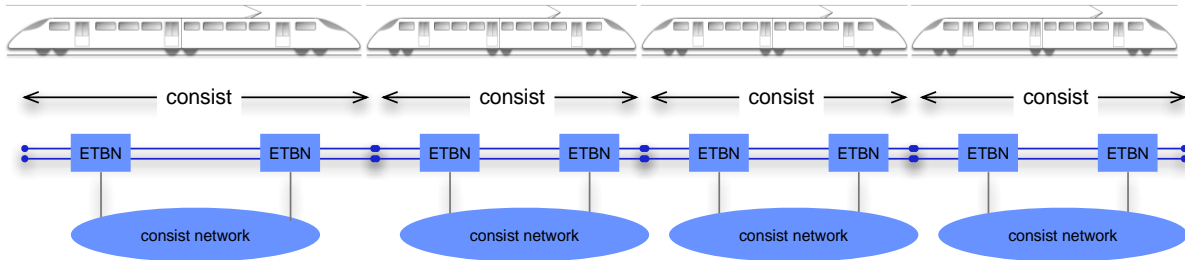 consist consist consist consist
ETBN ETBN ETBN ETBN ETBN ETBN ETBN ETBN
consist network consist network consist network consist network